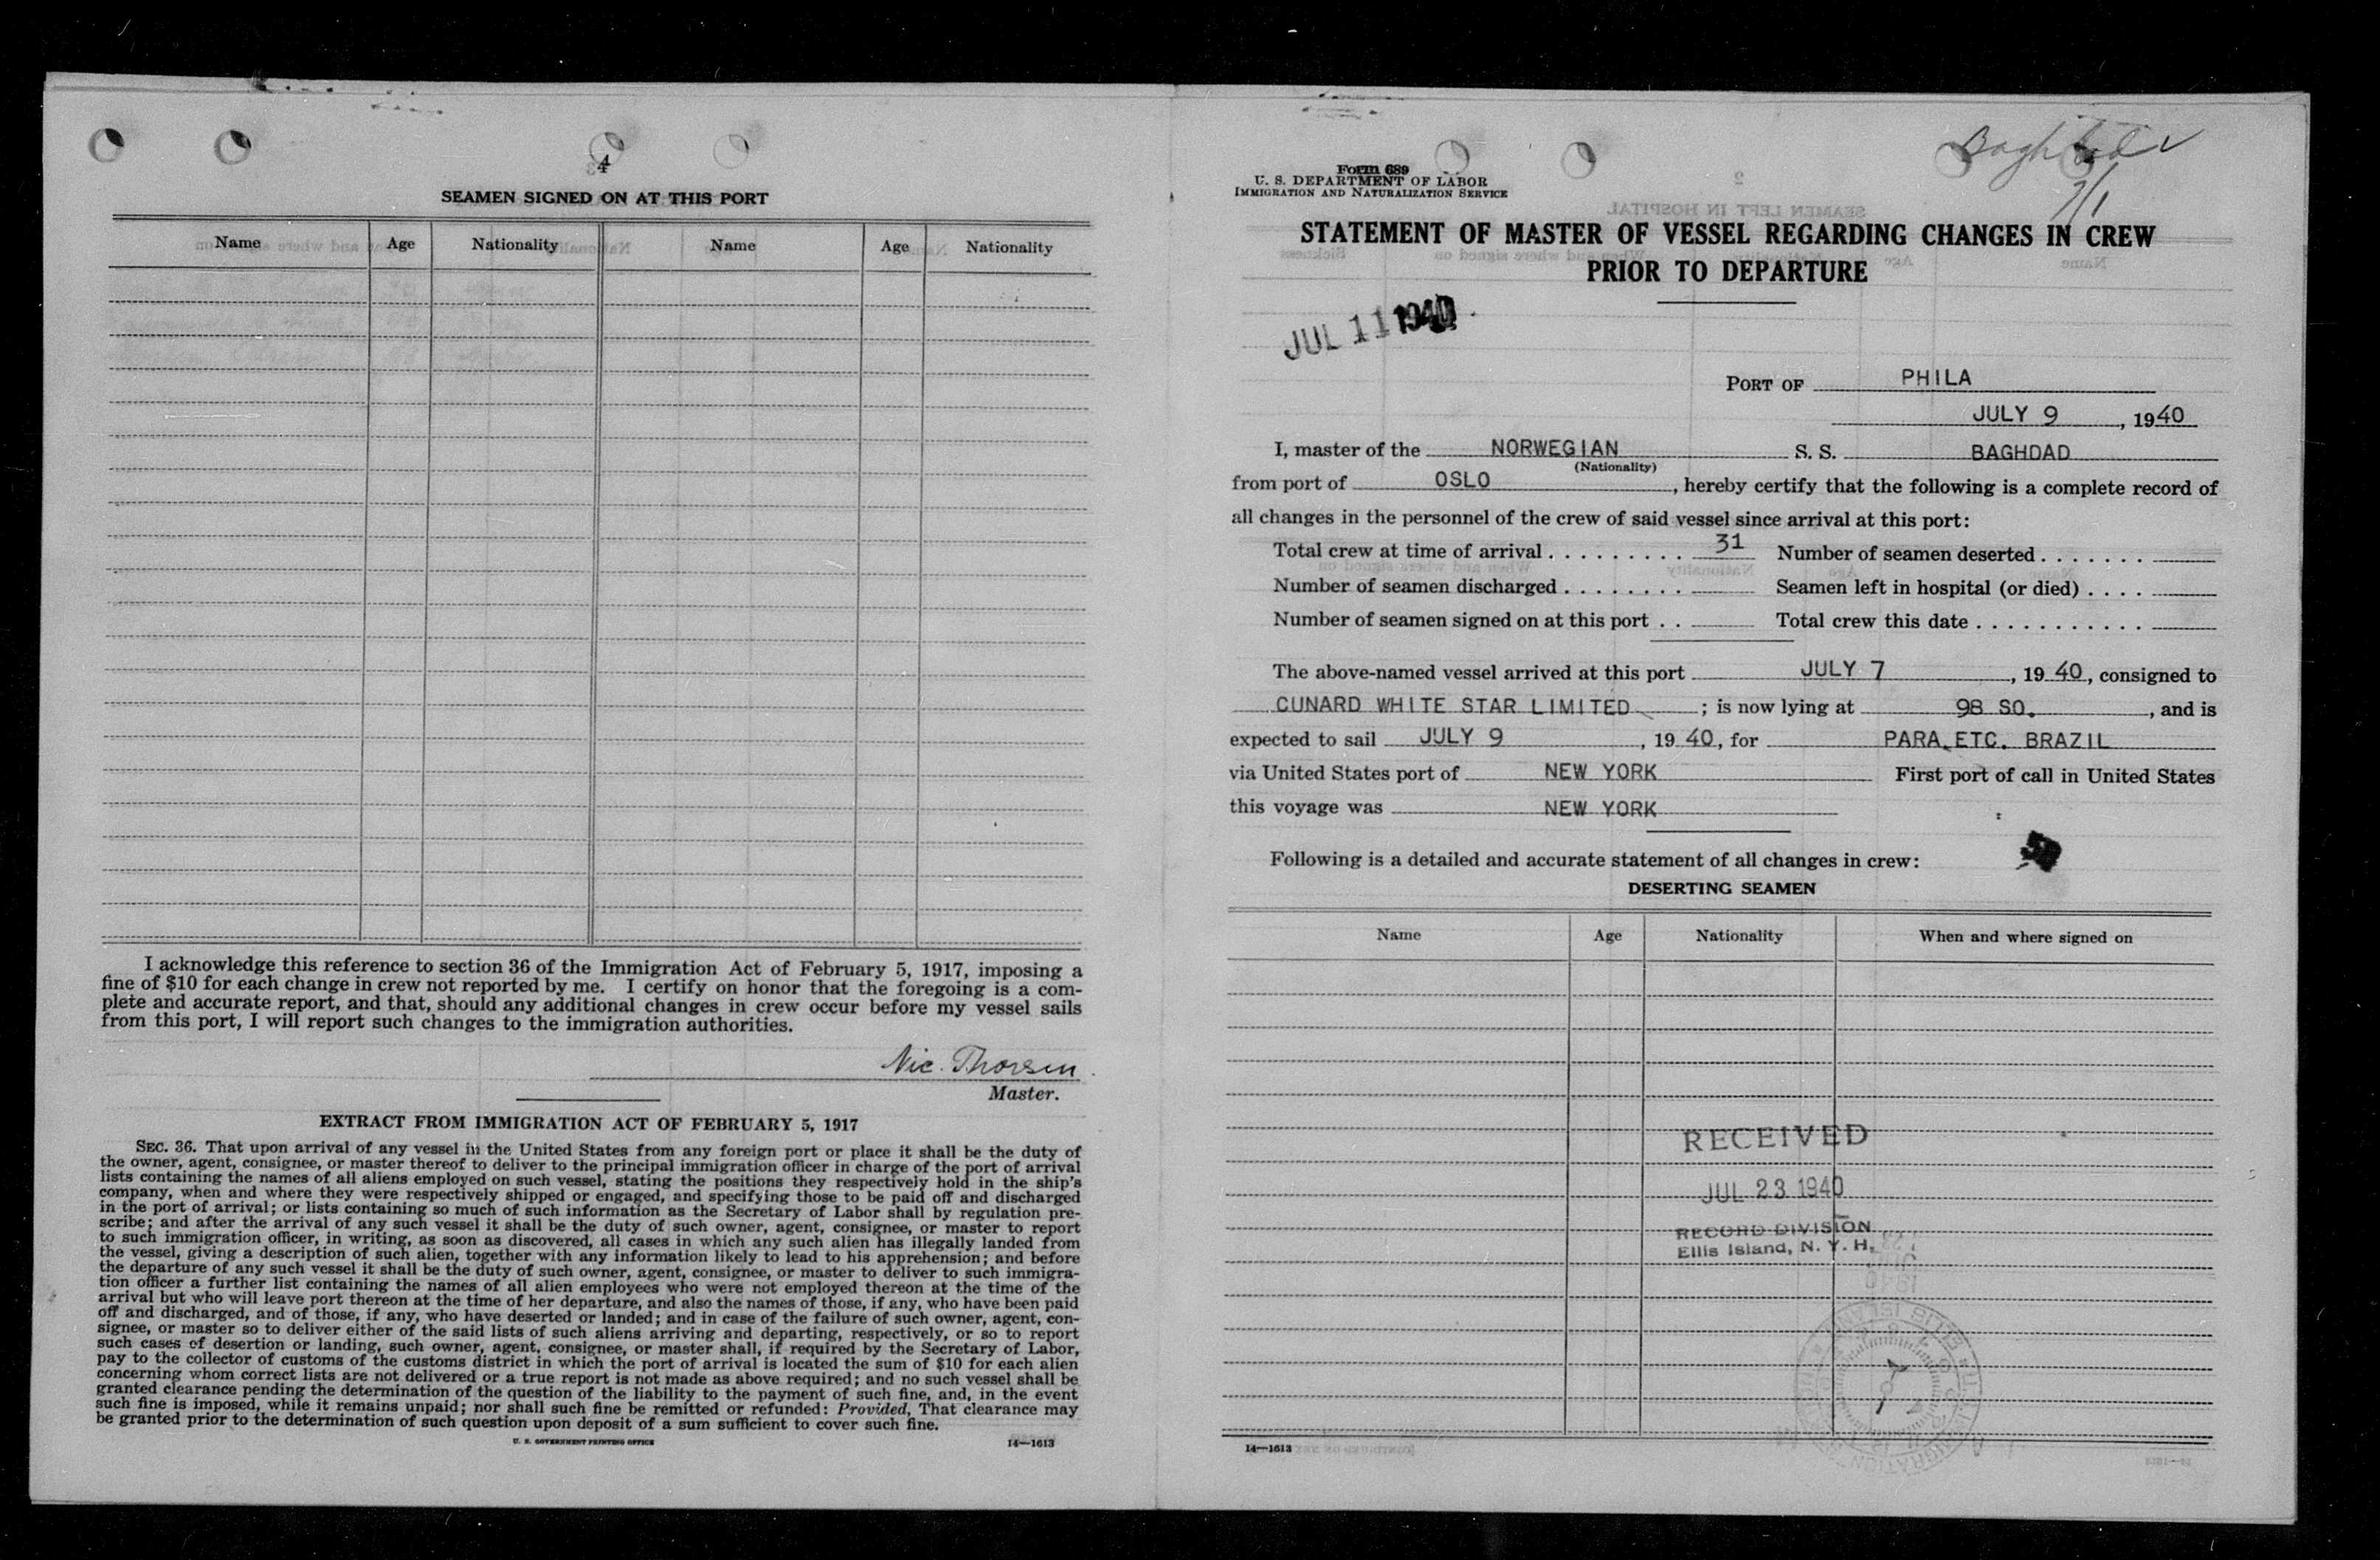 4
SEAMEN SIGNED ON AT THIS PORT
Name Age Nationality Name Age Nationality
I acknowledge this reference to section 36 of the Immigration Act of February 5, 1917, imposing a
fine of $10 for each change in crew not reported by me. I certify on honor that the foregoing is a com-
plete and accurate report, and that, should any additional changes in crew occur before my vessel sails
from this port, I will report such changes to the immigration authorities.
Nic. Thorsen
Master.
EXTRACT FROM IMMIGRATION ACT OF FEBRUARY 5, 1917
SEC. 36. That upon arrival of any vessel in the United States from any foreign port or place it shall be the duty of
the owner, agent, consignee, or master thereof to deliver to the principal immigration officer in charge of the port of arrival
lists containing the names of all aliens employed on such vessel, stating the positions they respectively hold in the ship's
company, when and where they were respectively shipped or engaged, and specifying those to be paid off and discharged
in the port of arrival; or lists containing so much of such information as the Secretary of Labor shall by regulation pre-
scribe; and after the arrival of any such vessel it shall be the duty of such owner, agent, consignee, or master to report
to such immigration officer, in writing, as soon as discovered, all cases in which any such alien has illegally landed from
the vessel, giving a description of such alien, together with any information likely to lead to his apprehension; and before
the departure of any such vessel it shall be the duty of such owner, agent, consignee, or master to deliver to such immigra-
tion officer a further list containing the names of all alien employees who were not employed thereon at the time of the
arrival but who will leave port thereon at the time of her departure, and also the names of those, if any, who have been paid
off and discharged, and of those, if any, who have deserted or landed; and in case of the failure of such owner, agent, con-
signee, or master so to deliver either of the said lists of such aliens arriving and departing, respectively, or so to report
such cases of desertion or landing, such owner, agent, consignee, or master shall, if required by the Secretary of Labor,
pay to the collector of customs of the customs district in which the port of arrival is located the sum of $10 for each alien
concerning whom correct lists are not delivered or a true report is not made as above required; and no such vessel shall be
granted clearance pending the determination of the question of the liability to the payment of such fine, and, in the event
such fine is imposed, while it remains unpaid; nor shall such fine be remitted or refunded: Provided, That clearance may
be granted prior to the determination of such question upon deposit of a sum sufficient to cover such fine.
U. S. GOVERNMENT PRINTING OFFICE 14—1613
Baghdad
7/1
Form 689
U. S. DEPARTMENT OF LABOR
IMMIGRATION AND NATURALIZATION SERVICE
STATEMENT OF MASTER OF VESSEL REGARDING CHANGES IN CREW
PRIOR TO DEPARTURE
JUL 11 1940
PORT OF PHILA
JULY 9, 1940
I, master of the NORWEGIAN S. S. BAGHDAD
(Nationality)
from port of OSLO, hereby certify that the following is a complete record of
all changes in the personnel of the crew of said vessel since arrival at this port:
Total crew at time of arrival ......... 31 Number of seamen deserted .......
Number of seamen discharged ........ Seamen left in hospital (or died) ....
Number of seamen signed on at this port .. Total crew this date ...........
The above-named vessel arrived at this port JULY 7, 19 40, consigned to
CUNARD WHITE STAR LIMITED; is now lying at 98 SO., and is
expected to sail JULY 9, 19 40, for PARA ETC. BRAZIL
via United States port of NEW YORK First port of call in United States
this voyage was NEW YORK
Following is a detailed and accurate statement of all changes in crew:
DESERTING SEAMEN
Name Age Nationality When and where signed on
RECEIVED
JUL 23 1940
RECORD DIVISION
Ellis Island, N. Y. H.
14—1613